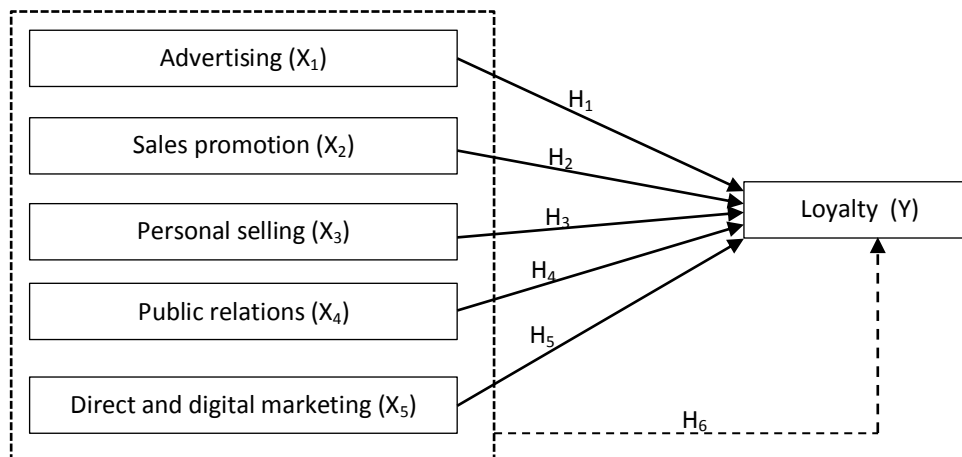 Advertising (X₁)
H₁
Sales promotion (X₂)
H₂
Loyalty (Y)
Personal selling (X₃)
H₃
H₄
Public relations (X₄)
H₅
Direct and digital marketing (X₅)
H₆